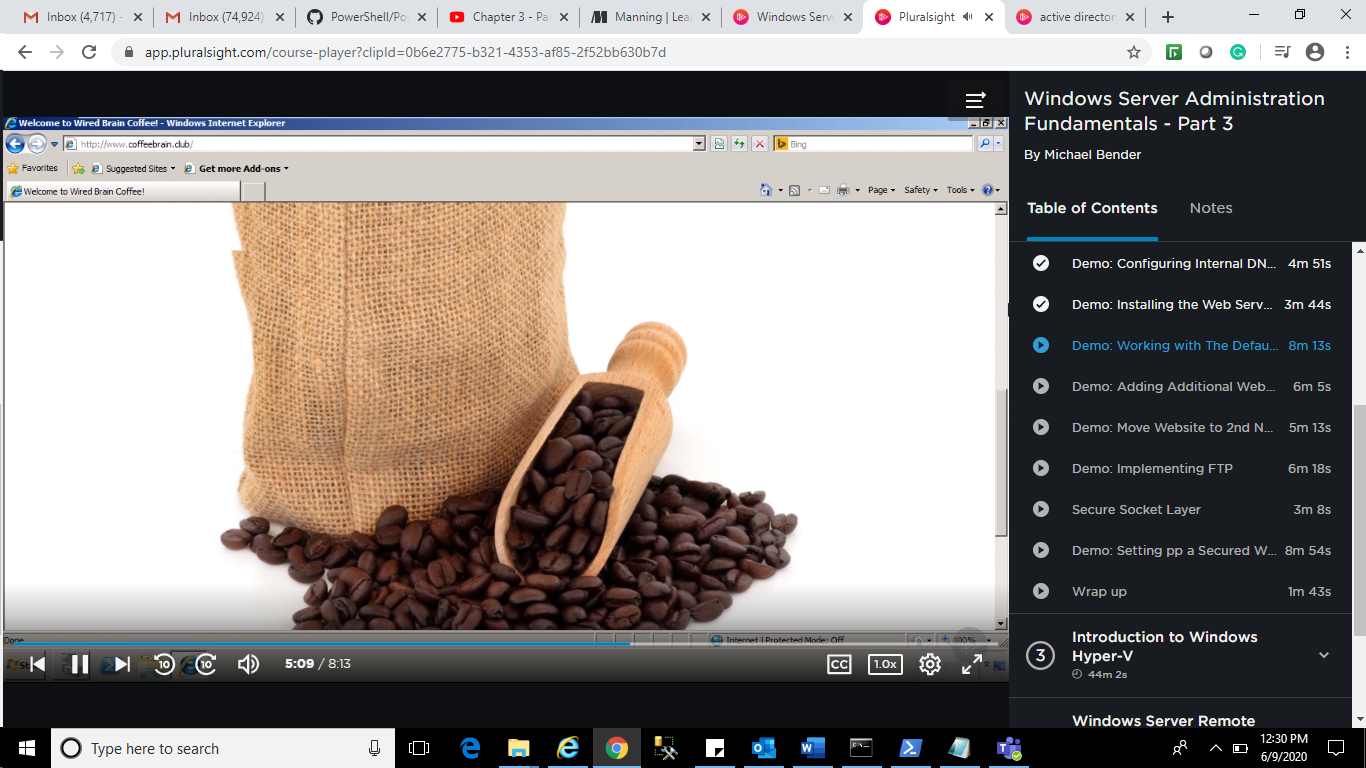 Inbox (4,717) -
Inbox (74,924)
PowerShell/Po
Chapter 3 - Pa
Manning | Lea
Windows Serv
Pluralsight
active director
app.pluralsight.com/course-player?clipId=0b6e2775-b321-4353-af85-2f52bb630b7d
Welcome to Wired Brain Coffee! - Windows Internet Explorer
http://www.coffeebrain.club/
Bing
Favorites
Suggested Sites
Get more Add-ons
Welcome to Wired Brain Coffee!
Page
Safety
Tools
Done
Internet | Protected Mode: Off
100%
10
10
5:09 / 8:13
CC
1.0x
Windows Server Administration
Fundamentals - Part 3
By Michael Bender
Table of Contents
Notes
Demo: Configuring Internal DN... 4m 51s
Demo: Installing the Web Serv... 3m 44s
Demo: Working with The Defau... 8m 13s
Demo: Adding Additional Web... 6m 5s
Demo: Move Website to 2nd N... 5m 13s
Demo: Implementing FTP 6m 18s
Secure Socket Layer 3m 8s
Demo: Setting pp a Secured W... 8m 54s
Wrap up 1m 43s
3
Introduction to Windows
Hyper-V
44m 2s
Windows Server Remote
Type here to search
12:30 PM
6/9/2020